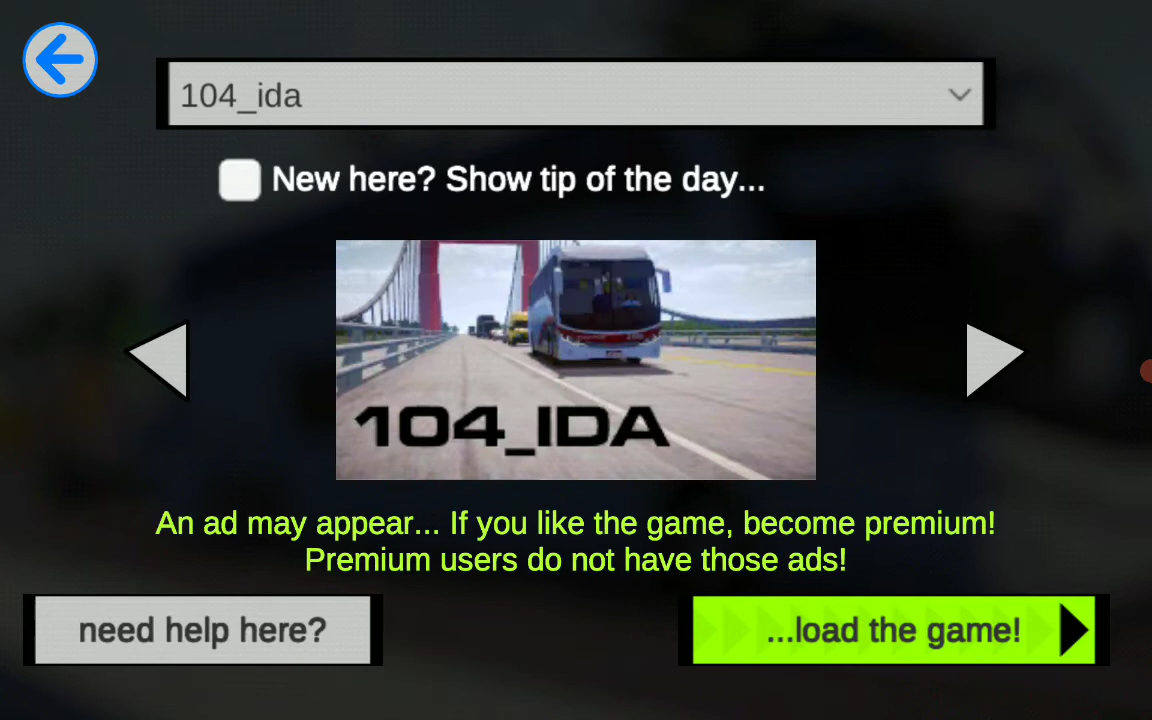 104_ida
New here? Show tip of the day...
104_IDA
An ad may appear... If you like the game, become premium!
Premium users do not have those ads!
need help here?
...load the game!